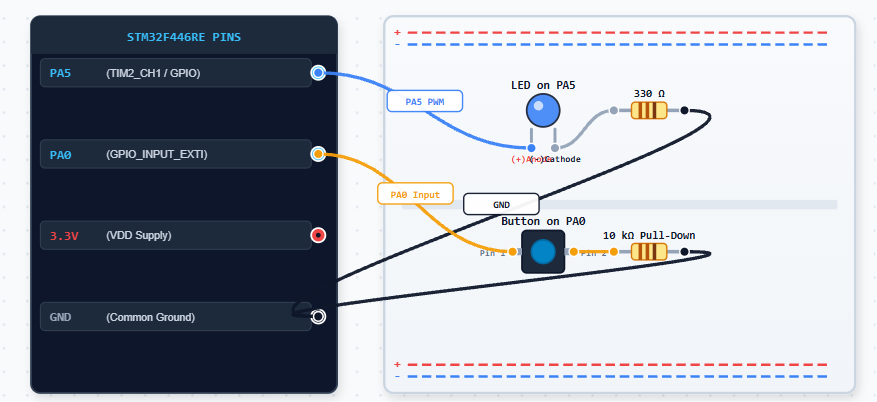 STM32F446RE PINS
PA5 (TIM2_CH1 / GPIO)
PA0 (GPIO_INPUT_EXTI)
3.3V (VDD Supply)
GND (Common Ground)
+
-
LED on PA5
330 Ω
PA5 PWM
(+)
Cathode
PA0 Input
GND
Button on PA0
10 kΩ Pull-Down
Pin 1
Pin 2
+
-